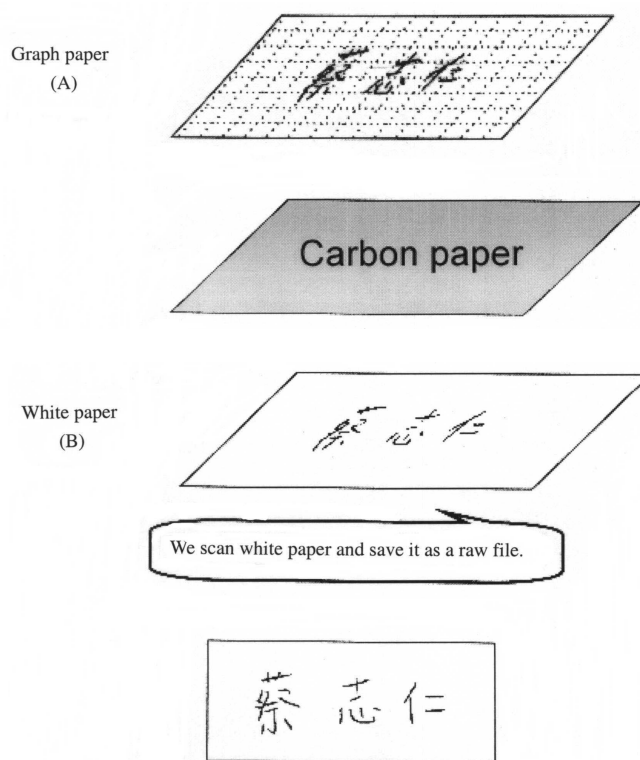 Graph paper
(A)
蔡志仁
Carbon paper
White paper
(B)
蔡志仁
We scan white paper and save it as a raw file.
蔡 志 仁